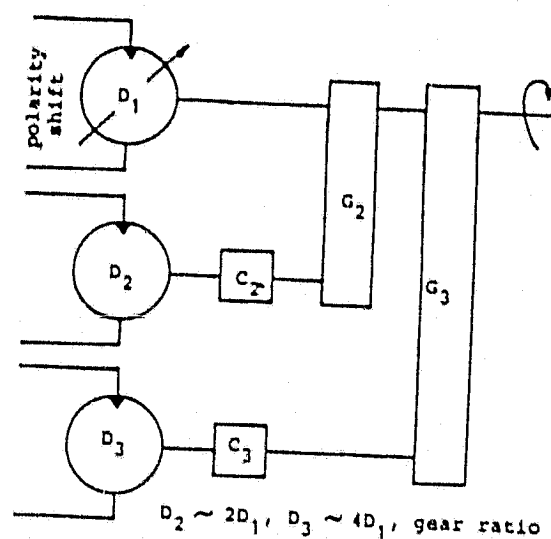 polarity
shift
D₁
G₂
D₂
C₂
G₃
D₃
C₃
D₂ ~ 2D₁, D₃ ~ 4D₁, gear ratio